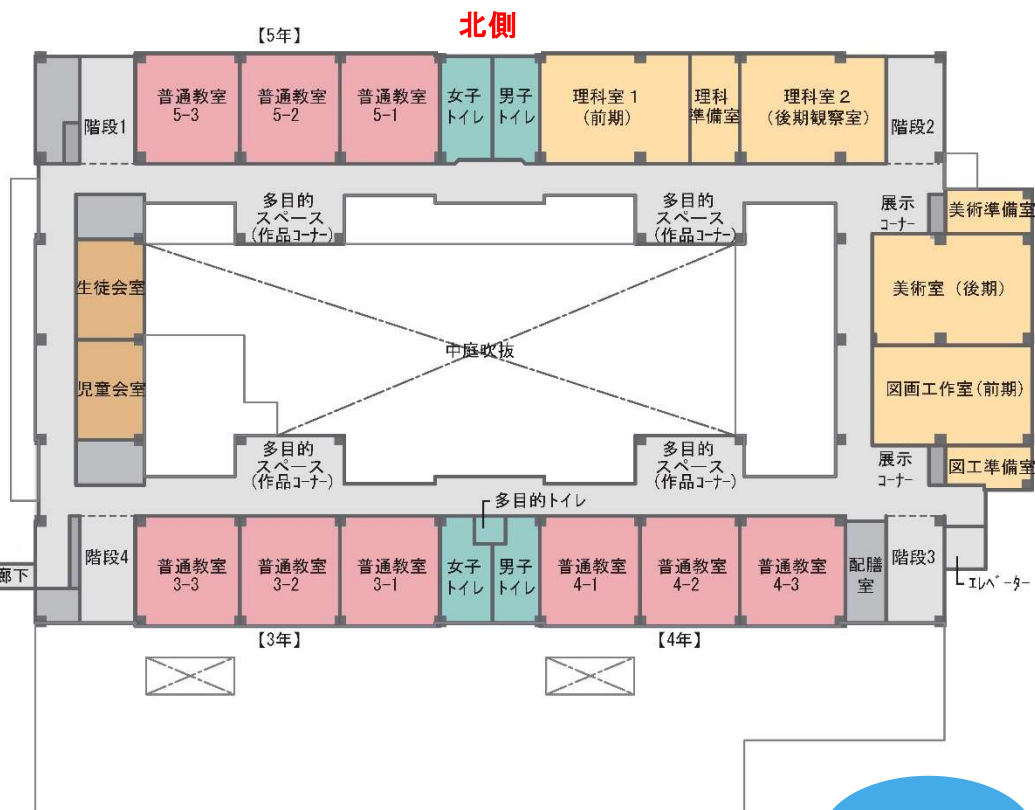 北側
【5年】
階段1
普通教室
5-3
普通教室
5-2
普通教室
5-1
女子
トイレ
男子
トイレ
理科室1
(前期)
理科
準備室
理科室2
(後期観察室)
階段2
多目的
スペース
(作品コーナー)
多目的
スペース
(作品コーナー)
展示
コーナー
美術準備室
生徒会室
美術室(後期)
中庭吹抜
児童会室
図画工作室(前期)
多目的
スペース
(作品コーナー)
多目的
スペース
(作品コーナー)
展示
コーナー
図工準備室
多目的トイレ
廊下
階段4
普通教室
3-3
普通教室
3-2
普通教室
3-1
女子
トイレ
男子
トイレ
普通教室
4-1
普通教室
4-2
普通教室
4-3
配膳
室
階段3
エレベーター
【3年】
【4年】